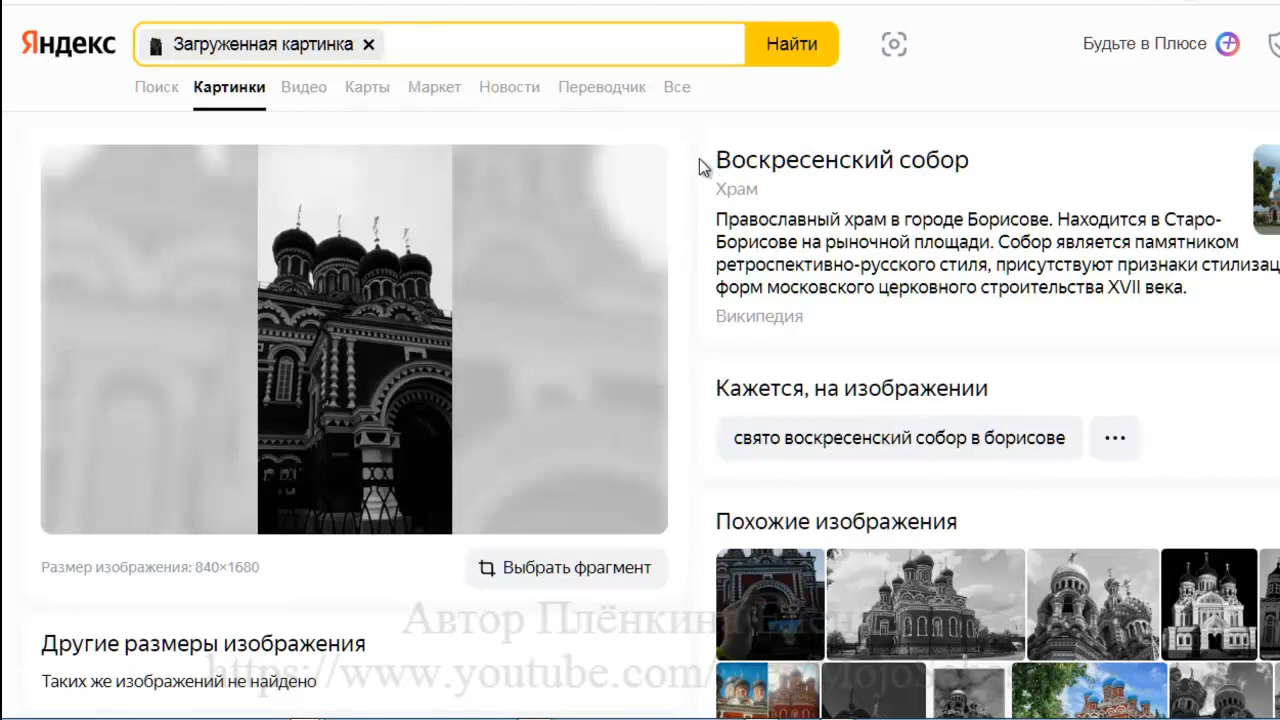 Яндекс
Загруженная картинка ×
Найти
Будьте в Плюсе
Поиск Картинки Видео Карты Маркет Новости Переводчик Все
Воскресенский собор
Храм
Православный храм в городе Борисове. Находится в Старо-
Борисове на рыночной площади. Собор является памятником
ретроспективно-русского стиля, присутствуют признаки стилизац
форм московского церковного строительства XVII века.
Википедия
Кажется, на изображении
свято воскресенский собор в борисове
Похожие изображения
Размер изображения: 840×1680
Выбрать фрагмент
Автор
Другие размеры изображения
https://www.youtube.com/
Таких же изображений не найдено